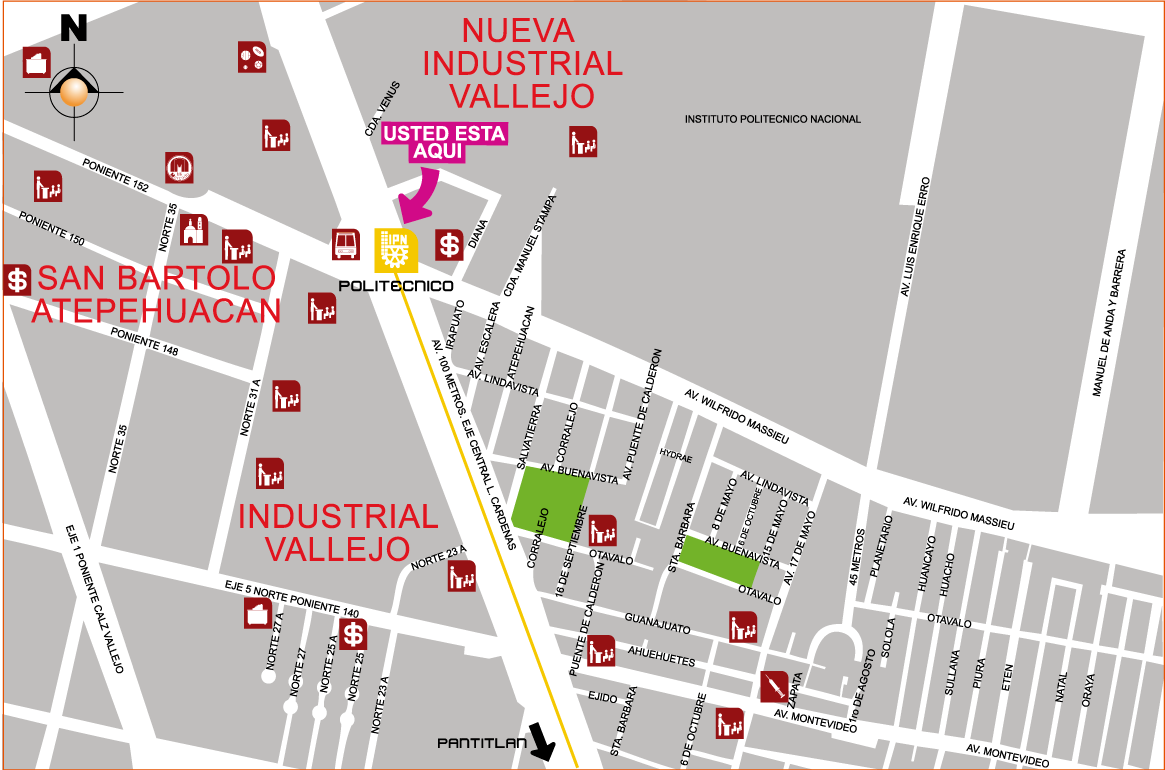 N
NUEVA
INDUSTRIAL
VALLEJO
CDA. VENUS
USTED ESTA
AQUI
INSTITUTO POLITECNICO NACIONAL
PONIENTE 152
PONIENTE 150
NORTE 35
SAN BARTOLO
ATEPEHUACAN
IPN
POLITECNICO
DIANA
CDA. MANUEL STAMPA
AV. LUIS ENRIQUE ERRO
MANUEL DE ANDA Y BARRERA
PONIENTE 148
NORTE 31 A
NORTE 35
IRAPUATO
AV. ESCALERA
ATEPEHUACAN
AV. LINDAVISTA
AV. 100 METROS. EJE CENTRAL L. CARDENAS
SALVATIERRA
CORRALEJO
AV. PUENTE DE CALDERON
AV. WILFRIDO MASSIEU
HYDRAE
AV. BUENAVISTA
AV. LINDAVISTA
8 DE MAYO
6 DE OCTUBRE
15 DE MAYO
AV. 17 DE MAYO
AV. WILFRIDO MASSIEU
INDUSTRIAL
VALLEJO
CORRALEJO
16 DE SEPTIEMBRE
OTAVALO
STA. BARBARA
AV. BUENAVISTA
OTAVALO
45 METROS
PLANETARIO
HUANCAYO
HUACHO
EJE 1 PONIENTE CALZ VALLEJO
EJE 5 NORTE PONIENTE 140
NORTE 23 A
PUENTE DE CALDERON
GUANAJUATO
AHUEHUETES
OTAVALO
SOLOLA
NORTE 27 A
NORTE 27
NORTE 25 A
NORTE 25
NORTE 23 A
EJIDO
STA. BARBARA
6 DE OCTUBRE
ZAPATA
1ro DE AGOSTO
AV. MONTEVIDEO
SULLANA
PIURA
ETEN
NATAL
ORAYA
AV. MONTEVIDEO
PANTITLAN